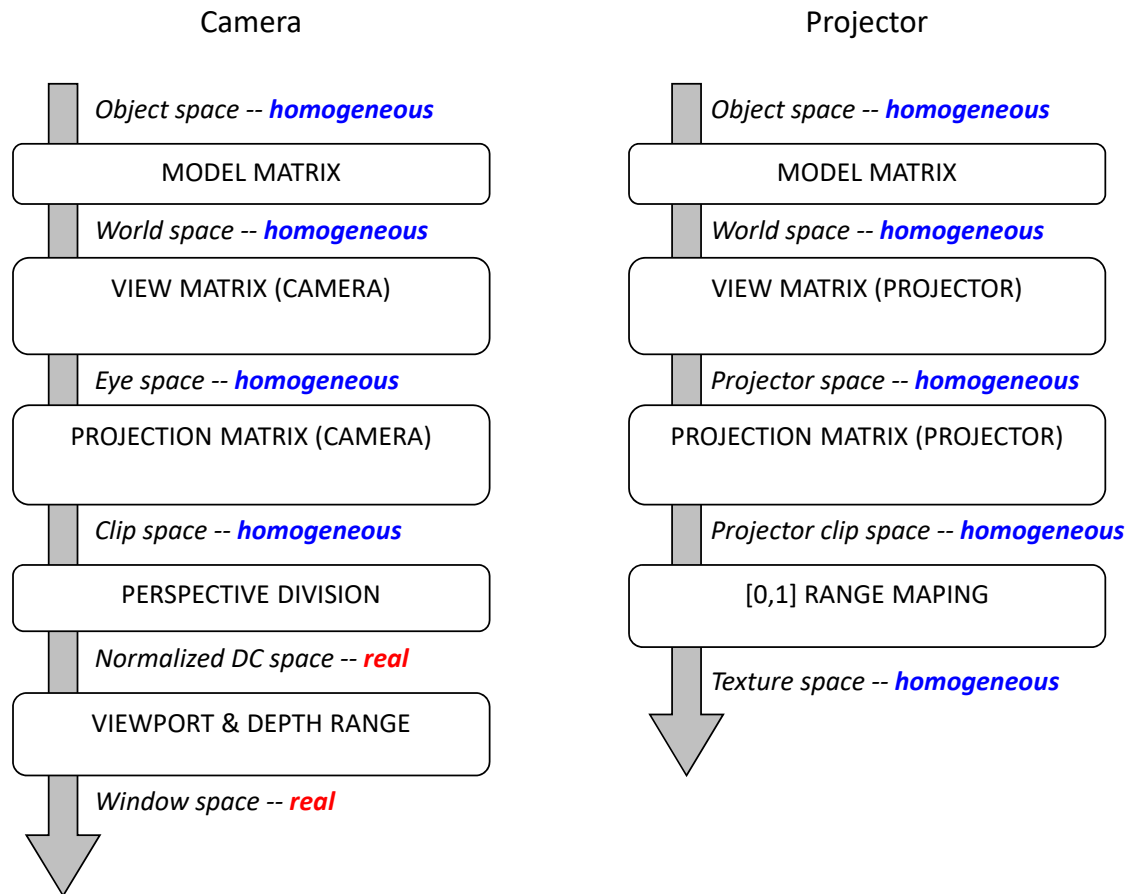 Camera
Object space -- homogeneous
MODEL MATRIX
World space -- homogeneous
VIEW MATRIX (CAMERA)
Eye space -- homogeneous
PROJECTION MATRIX (CAMERA)
Clip space -- homogeneous
PERSPECTIVE DIVISION
Normalized DC space -- real
VIEWPORT & DEPTH RANGE
Window space -- real
Projector
Object space -- homogeneous
MODEL MATRIX
World space -- homogeneous
VIEW MATRIX (PROJECTOR)
Projector space -- homogeneous
PROJECTION MATRIX (PROJECTOR)
Projector clip space -- homogeneous
[0,1] RANGE MAPING
Texture space -- homogeneous